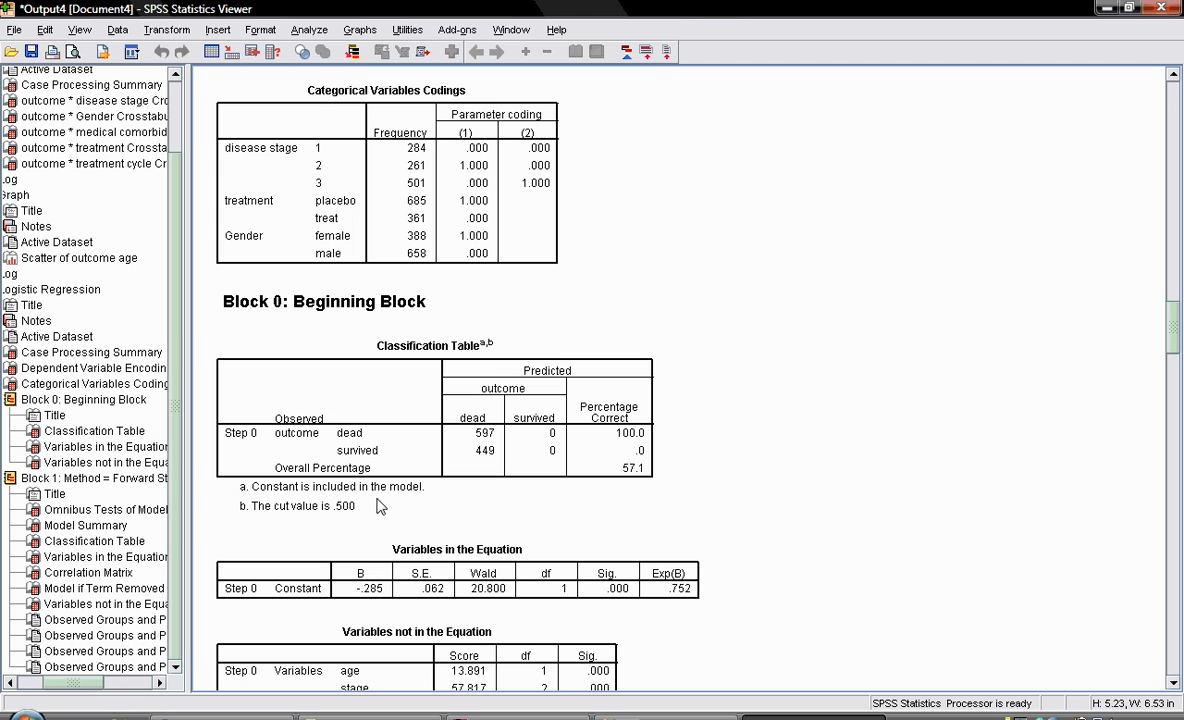 *Output4 [Document4] - SPSS Statistics Viewer
File Edit View Data Transform Insert Format Analyze Graphs Utilities Add-ons Window Help
Active Dataset
Case Processing Summary
outcome * disease stage Cro
outcome * Gender Crosstabu
outcome * medical comorbid
outcome * treatment Crossta
outcome * treatment cycle Cr
.og
Graph
Title
Notes
Active Dataset
Scatter of outcome age
.og
ogistic Regression
Title
Notes
Active Dataset
Case Processing Summary
Dependent Variable Encodin
Categorical Variables Coding
Block 0: Beginning Block
Title
Classification Table
Variables in the Equation
Variables not in the Equa
Block 1: Method = Forward St
Title
Omnibus Tests of Model
Model Summary
Classification Table
Variables in the Equation
Correlation Matrix
Model if Term Removed
Variables not in the Equa
Observed Groups and P
Observed Groups and P
Observed Groups and P
Observed Groups and P
Categorical Variables Codings
Parameter coding
Frequency (1) (2)
disease stage 1 284 .000 .000
2 261 1.000 .000
3 501 .000 1.000
treatment placebo 685 1.000
treat 361 .000
Gender female 388 1.000
male 658 .000
Block 0: Beginning Block
Classification Tablea,b
Predicted
outcome
Observed dead survived Percentage Correct
Step 0 outcome dead 597 0 100.0
survived 449 0 .0
Overall Percentage 57.1
a. Constant is included in the model.
b. The cut value is .500
Variables in the Equation
B S.E. Wald df Sig. Exp(B)
Step 0 Constant -.285 .062 20.800 1 .000 .752
Variables not in the Equation
Score df Sig.
Step 0 Variables age 13.891 1 .000
stage 57.817 2 .000
SPSS Statistics Processor is ready H: 5.23, W: 6.53 in.